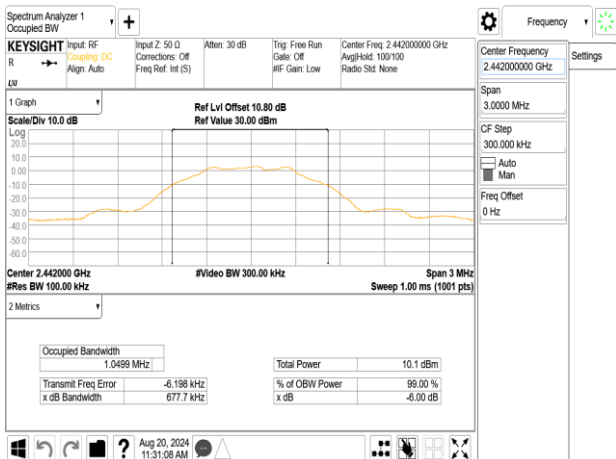 Spectrum Analyzer 1
Occupied BW
Frequency
KEYSIGHT
R
LXI
Input: RF
Coupling: DC
Align: Auto
Input Z: 50 Ω
Corrections: Off
Freq Ref: Int (S)
Atten: 30 dB
Trig: Free Run
Gate: Off
#IF Gain: Low
Center Freq: 2.442000000 GHz
Avg|Hold: 100/100
Radio Std: None
Center Frequency
2.442000000 GHz
Settings
Span
3.0000 MHz
CF Step
300.000 kHz
Auto
Man
Freq Offset
0 Hz
1 Graph
Scale/Div 10.0 dB
Ref Lvl Offset 10.80 dB
Ref Value 30.00 dBm
Log
20.0
10.0
0.00
-10.0
-20.0
-30.0
-40.0
-50.0
-60.0
Center 2.442000 GHz
#Video BW 300.00 kHz
Span 3 MHz
#Res BW 100.00 kHz
Sweep 1.00 ms (1001 pts)
2 Metrics
Occupied Bandwidth
1.0499 MHz
Total Power 10.1 dBm
Transmit Freq Error -6.198 kHz
% of OBW Power 99.00 %
x dB Bandwidth 677.7 kHz
x dB -6.00 dB
?
Aug 20, 2024
11:31:08 AM